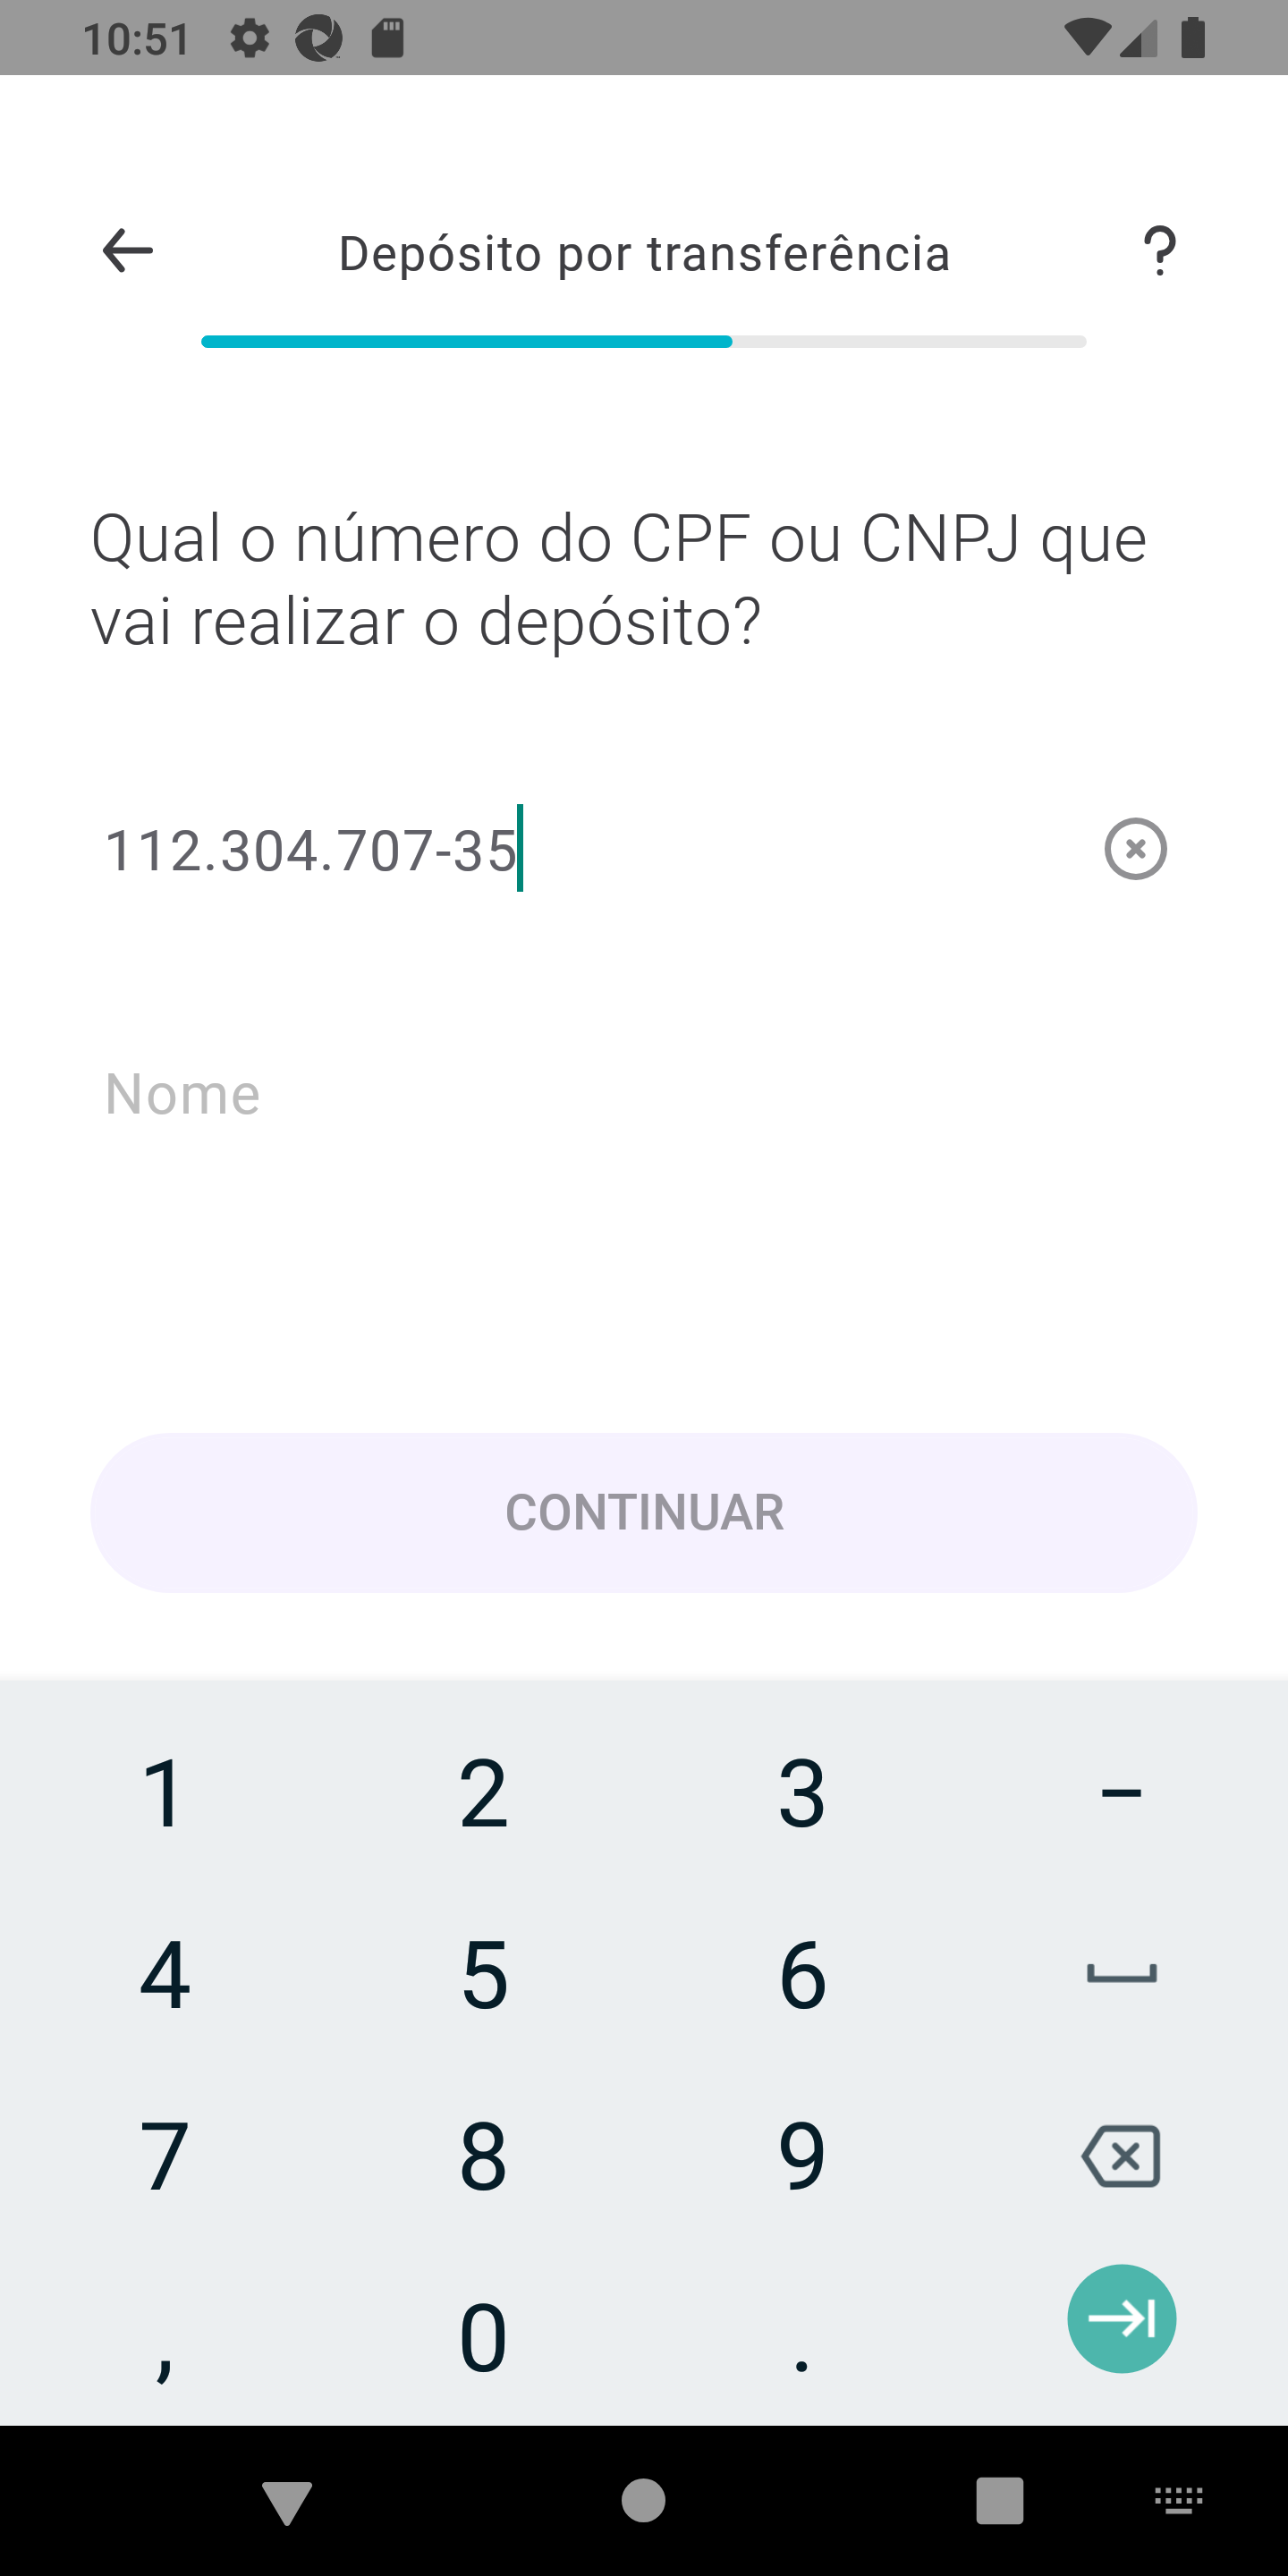 10:51
Depósito por transferência
Qual o número do CPF ou CNPJ que
vai realizar o depósito?
112.304.707-35
Nome
CONTINUAR
1 2 3 –
4 5 6
7 8 9
, 0 .